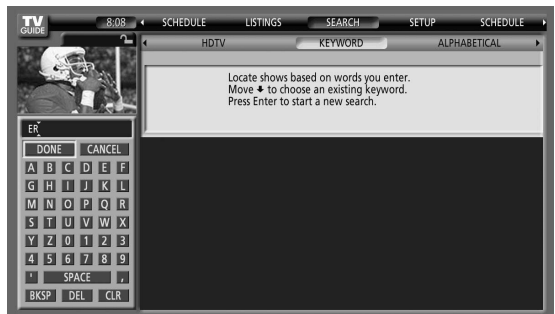 TV
GUIDE
8:08
SCHEDULE LISTINGS SEARCH SETUP SCHEDULE
HDTV KEYWORD ALPHABETICAL
Locate shows based on words you enter.
Move ⬇ to choose an existing keyword.
Press Enter to start a new search.
ER
DONE CANCEL
A B C D E F
G H I J K L
M N O P Q R
S T U V W X
Y Z 0 1 2 3
4 5 6 7 8 9
' SPACE ,
BKSP DEL CLR